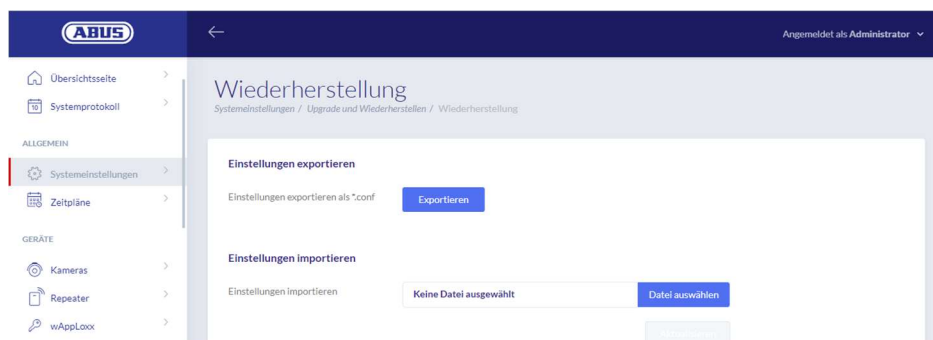 ABUS
Angemeldet als Administrator
Übersichtsseite
Systemprotokoll
10
ALLGEMEIN
Systemeinstellungen
Zeitpläne
GERÄTE
Kameras
Repeater
wAppLoxx
Wiederherstellung
Systemeinstellungen / Upgrade und Wiederherstellen / Wiederherstellung
Einstellungen exportieren
Einstellungen exportieren als *.conf
Exportieren
Einstellungen importieren
Einstellungen importieren
Keine Datei ausgewählt
Datei auswählen